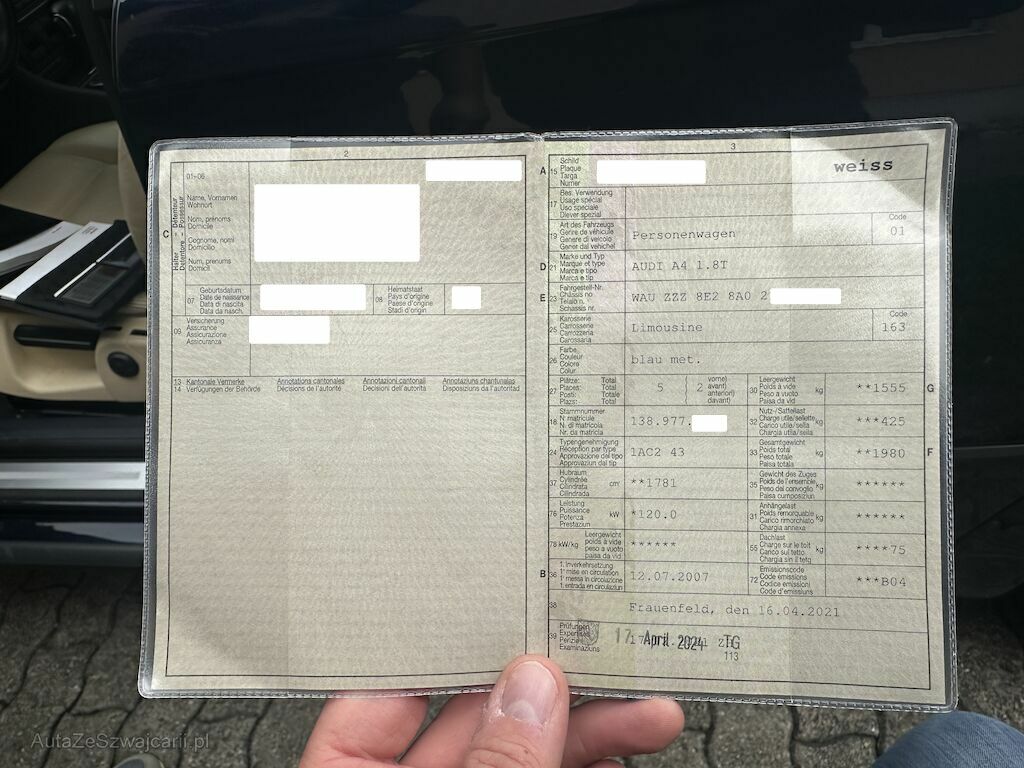 2
01-06
C
Halter - Détenteur
Detentore - Possessur
Name, Vornamen
Wohnort
Nom, prénoms
Domicile
Cognome, nomi
Domicilio
Num, prenums
Domicil
07
Geburtsdatum
Date de naissance
Data di nascita
Data da nasch.
08
Heimatstaat
Pays d'origine
Paese d'origine
Stadi d'origin
09
Versicherung
Assurance
Assicurazione
Assicuranza
13 Kantonale Vermerke Annotations cantonales Annotazioni cantonali Annotaziuns chantunalas
14 Verfügungen der Behörde Décisions de l'autorité Decisioni dell'autorità Disposiziuns da l'autoritad
3
A 15
Schild
Plaque
Targa
Numer
weiss
17
Bes. Verwendung
Usage spécial
Uso speciale
Diever spezial
19
Art des Fahrzeugs
Genre de véhicule
Genere di veicolo
Gener dal vehichel
Personenwagen
Code
01
D 21
Marke und Typ
Marque et type
Marca e tipo
Marca e tip
AUDI A4 1.8T
E 23
Fahrgestell-Nr.
Châssis no
Telaio n.
Schassis nr.
WAU ZZZ 8E2 8A0 2
25
Karosserie
Carrosserie
Carrozzeria
Carossaria
Limousine
Code
163
26
Farbe
Couleur
Colore
Colur
blau met.
27
Plätze: Total
Places: Total
Posti: Totale
Plazs: Total
5
2
vorne)
avant)
anteriori)
davant)
30
Leergewicht
Poids à vide
Peso a vuoto
Paisa da vid
kg
**1555
G
18
Stammnummer
N° matricule
N. di matricola
Nr. da matricla
138.977.
32
Nutz-/Sattellast
Charge utile/sellette
Carico utile/sella
Chargia utila/sella
kg
***425
24
Typengenehmigung
Réception par type
Approvazione del tipo
Approvaziun dal tip
1AC2 43
33
Gesamtgewicht
Poids total
Peso totale
Paisa totala
kg
**1980
F
37
Hubraum
Cylindrée
Cilindrata
Cilindrada
cm³
**1781
35
Gewicht des Zuges
Poids de l'ensemble
Peso del convoglio
Paisa cumposiziun
kg
******
76
Leistung
Puissance
Potenza
Prestaziun
kW
*120.0
31
Anhängelast
Poids remorquable
Carico rimorchiato
Chargia annexa
kg
******
78 kW/kg
Leergewicht
poids à vide
peso a vuoto
paisa da vid
******
55
Dachlast
Charge sur le toit
Carico sul tetto
Chargia sin il tetg
kg
****75
B 36
1. Inverkehrsetzung
1re mise en circulation
1a messa in circolazione
1. entrada en circulaziun
12.07.2007
72
Emissionscode
Code émissions
Codice emissioni
Code d'emissiuns
***B04
38
Frauenfeld, den 16.04.2021
39
Prüfungen
Expertises
Perizie
Examinaziuns
17. April 2024 TG
113
AutaZeSzwajcarii.pl